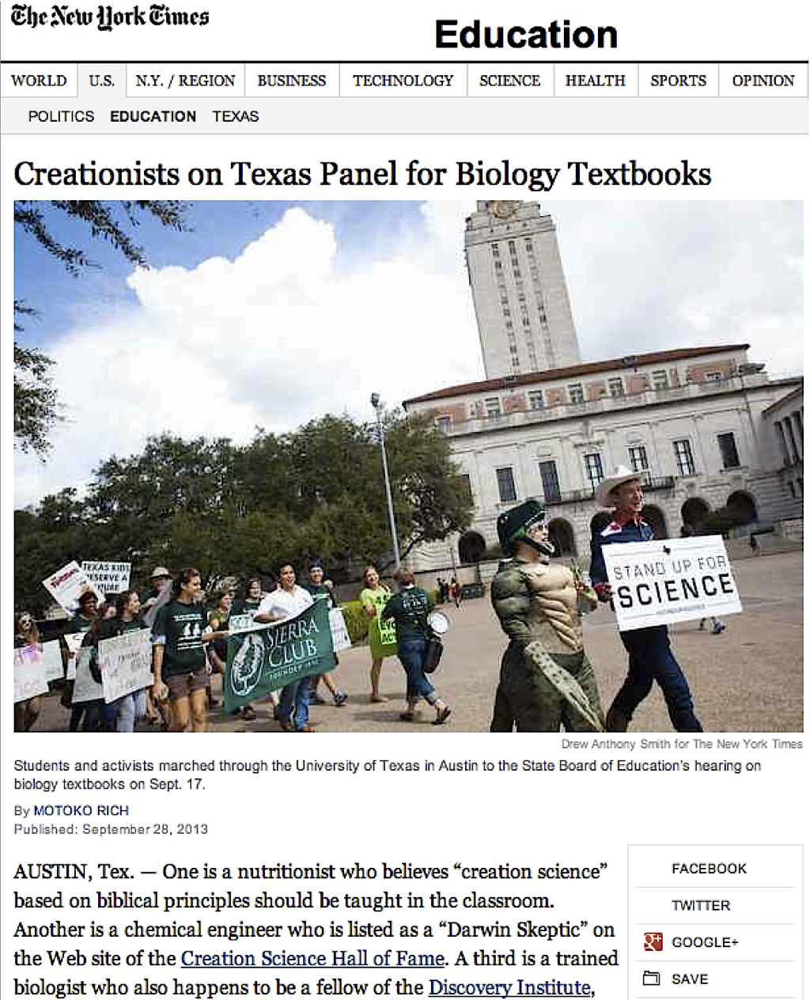 The New York Times
Education
WORLD U.S. N.Y. / REGION BUSINESS TECHNOLOGY SCIENCE HEALTH SPORTS OPINION
POLITICS EDUCATION TEXAS
Creationists on Texas Panel for Biology Textbooks
TEXAS KIDS
DESERVE A
FUTURE
SIERRA
CLUB
FOUNDED 1892
STAND UP FOR
SCIENCE
Drew Anthony Smith for The New York Times
Students and activists marched through the University of Texas in Austin to the State Board of Education's hearing on
biology textbooks on Sept. 17.
By MOTOKO RICH
Published: September 28, 2013
AUSTIN, Tex. — One is a nutritionist who believes “creation science”
based on biblical principles should be taught in the classroom.
Another is a chemical engineer who is listed as a “Darwin Skeptic” on
the Web site of the Creation Science Hall of Fame. A third is a trained
biologist who also happens to be a fellow of the Discovery Institute,
FACEBOOK
TWITTER
GOOGLE+
SAVE